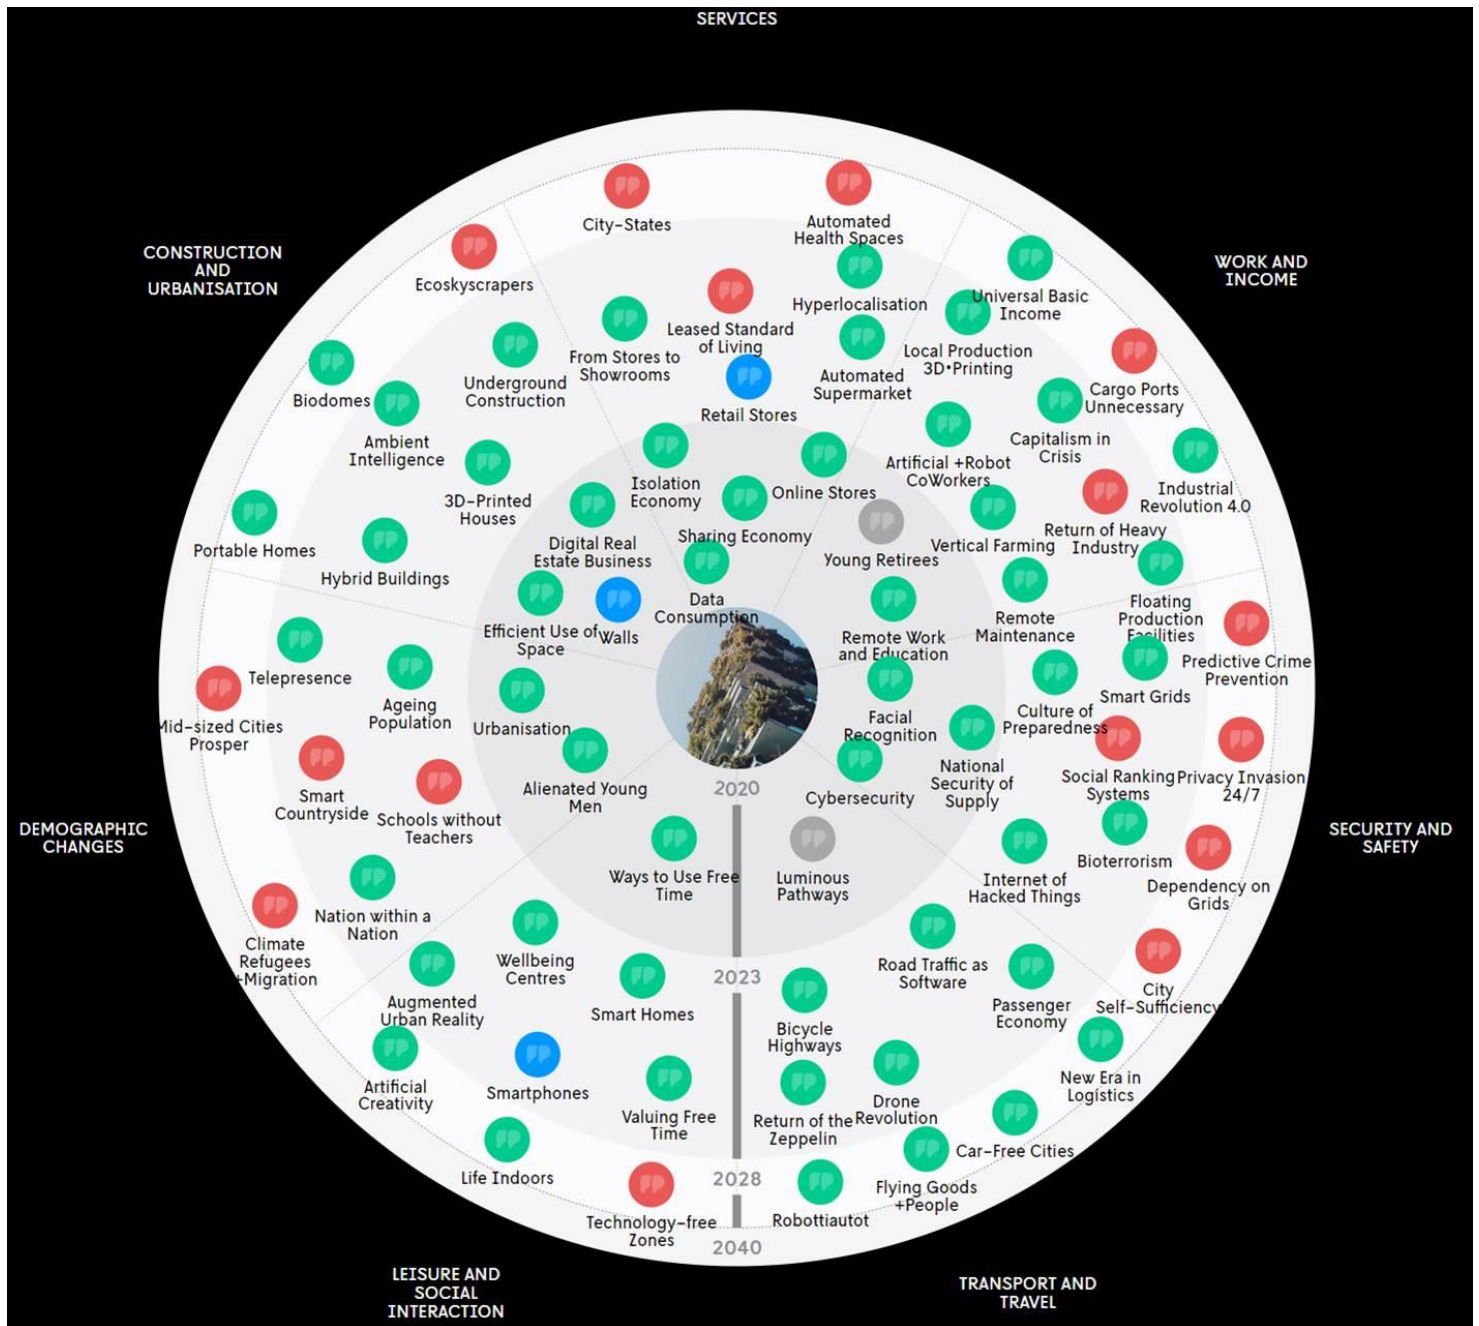 SERVICES
CONSTRUCTION
AND
URBANISATION
WORK AND
INCOME
City-States
Automated
Health Spaces
Ecoskyscrapers
Hyperlocalisation
Universal Basic
Income
Leased Standard
of Living
From Stores to
Showrooms
Local Production
3D•Printing
Underground
Construction
Automated
Supermarket
Cargo Ports
Unnecessary
Biodomes
Retail Stores
Ambient
Intelligence
Capitalism in
Crisis
Artificial +Robot
CoWorkers
Isolation
Economy
Online Stores
3D-Printed
Houses
Industrial
Revolution 4.0
Return of Heavy
Industry
Sharing Economy
Digital Real
Estate Business
Vertical Farming
Young Retirees
Portable Homes
Hybrid Buildings
Data
Consumption
Floating
Production
Facilities
Remote
Maintenance
Efficient Use of
Space
Walls
Remote Work
and Education
Predictive Crime
Prevention
Telepresence
Smart Grids
Ageing
Population
Culture of
Preparedness
Facial
Recognition
Mid-sized Cities
Prosper
Urbanisation
National
Security of
Supply
Social Ranking
Systems
Privacy Invasion
24/7
Alienated Young
Men
2020
Cybersecurity
Smart
Countryside
Schools without
Teachers
DEMOGRAPHIC
CHANGES
SECURITY AND
SAFETY
Bioterrorism
Ways to Use Free
Time
Luminous
Pathways
Internet of
Hacked Things
Dependency on
Grids
Nation within a
Nation
Climate
Refugees
+Migration
Wellbeing
Centres
Road Traffic as
Software
2023
City
Self-Sufficiency
Augmented
Urban Reality
Smart Homes
Passenger
Economy
Bicycle
Highways
Artificial
Creativity
Smartphones
New Era in
Logistics
Drone
Revolution
Valuing Free
Time
Return of the
Zeppelin
Car-Free Cities
Life Indoors
2028
Flying Goods
+People
Technology-free
Zones
Robottiautot
2040
LEISURE AND
SOCIAL
INTERACTION
TRANSPORT AND
TRAVEL